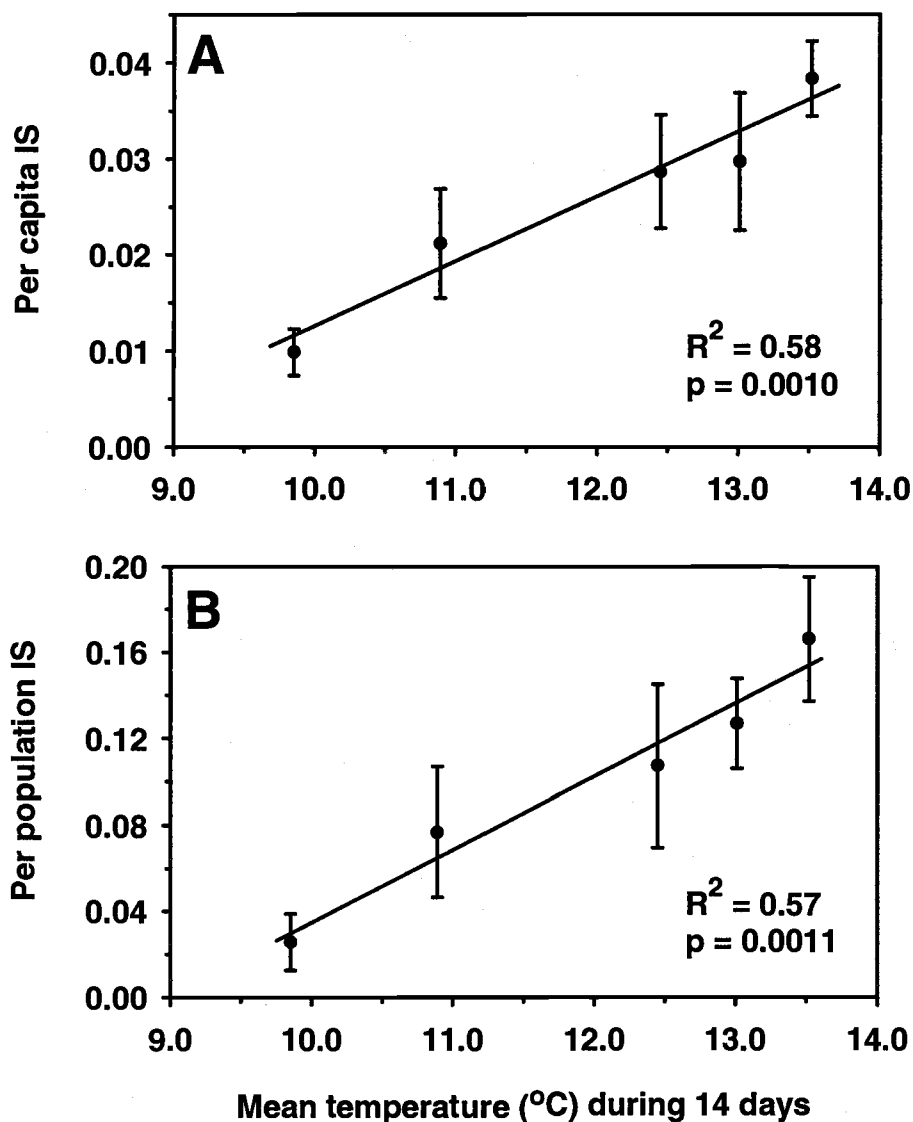 A
Per capita IS
0.04
0.03
0.02
0.01
0.00
R² = 0.58
p = 0.0010
9.0 10.0 11.0 12.0 13.0 14.0
B
Per population IS
0.20
0.16
0.12
0.08
0.04
0.00
R² = 0.57
p = 0.0011
9.0 10.0 11.0 12.0 13.0 14.0
Mean temperature (°C) during 14 days